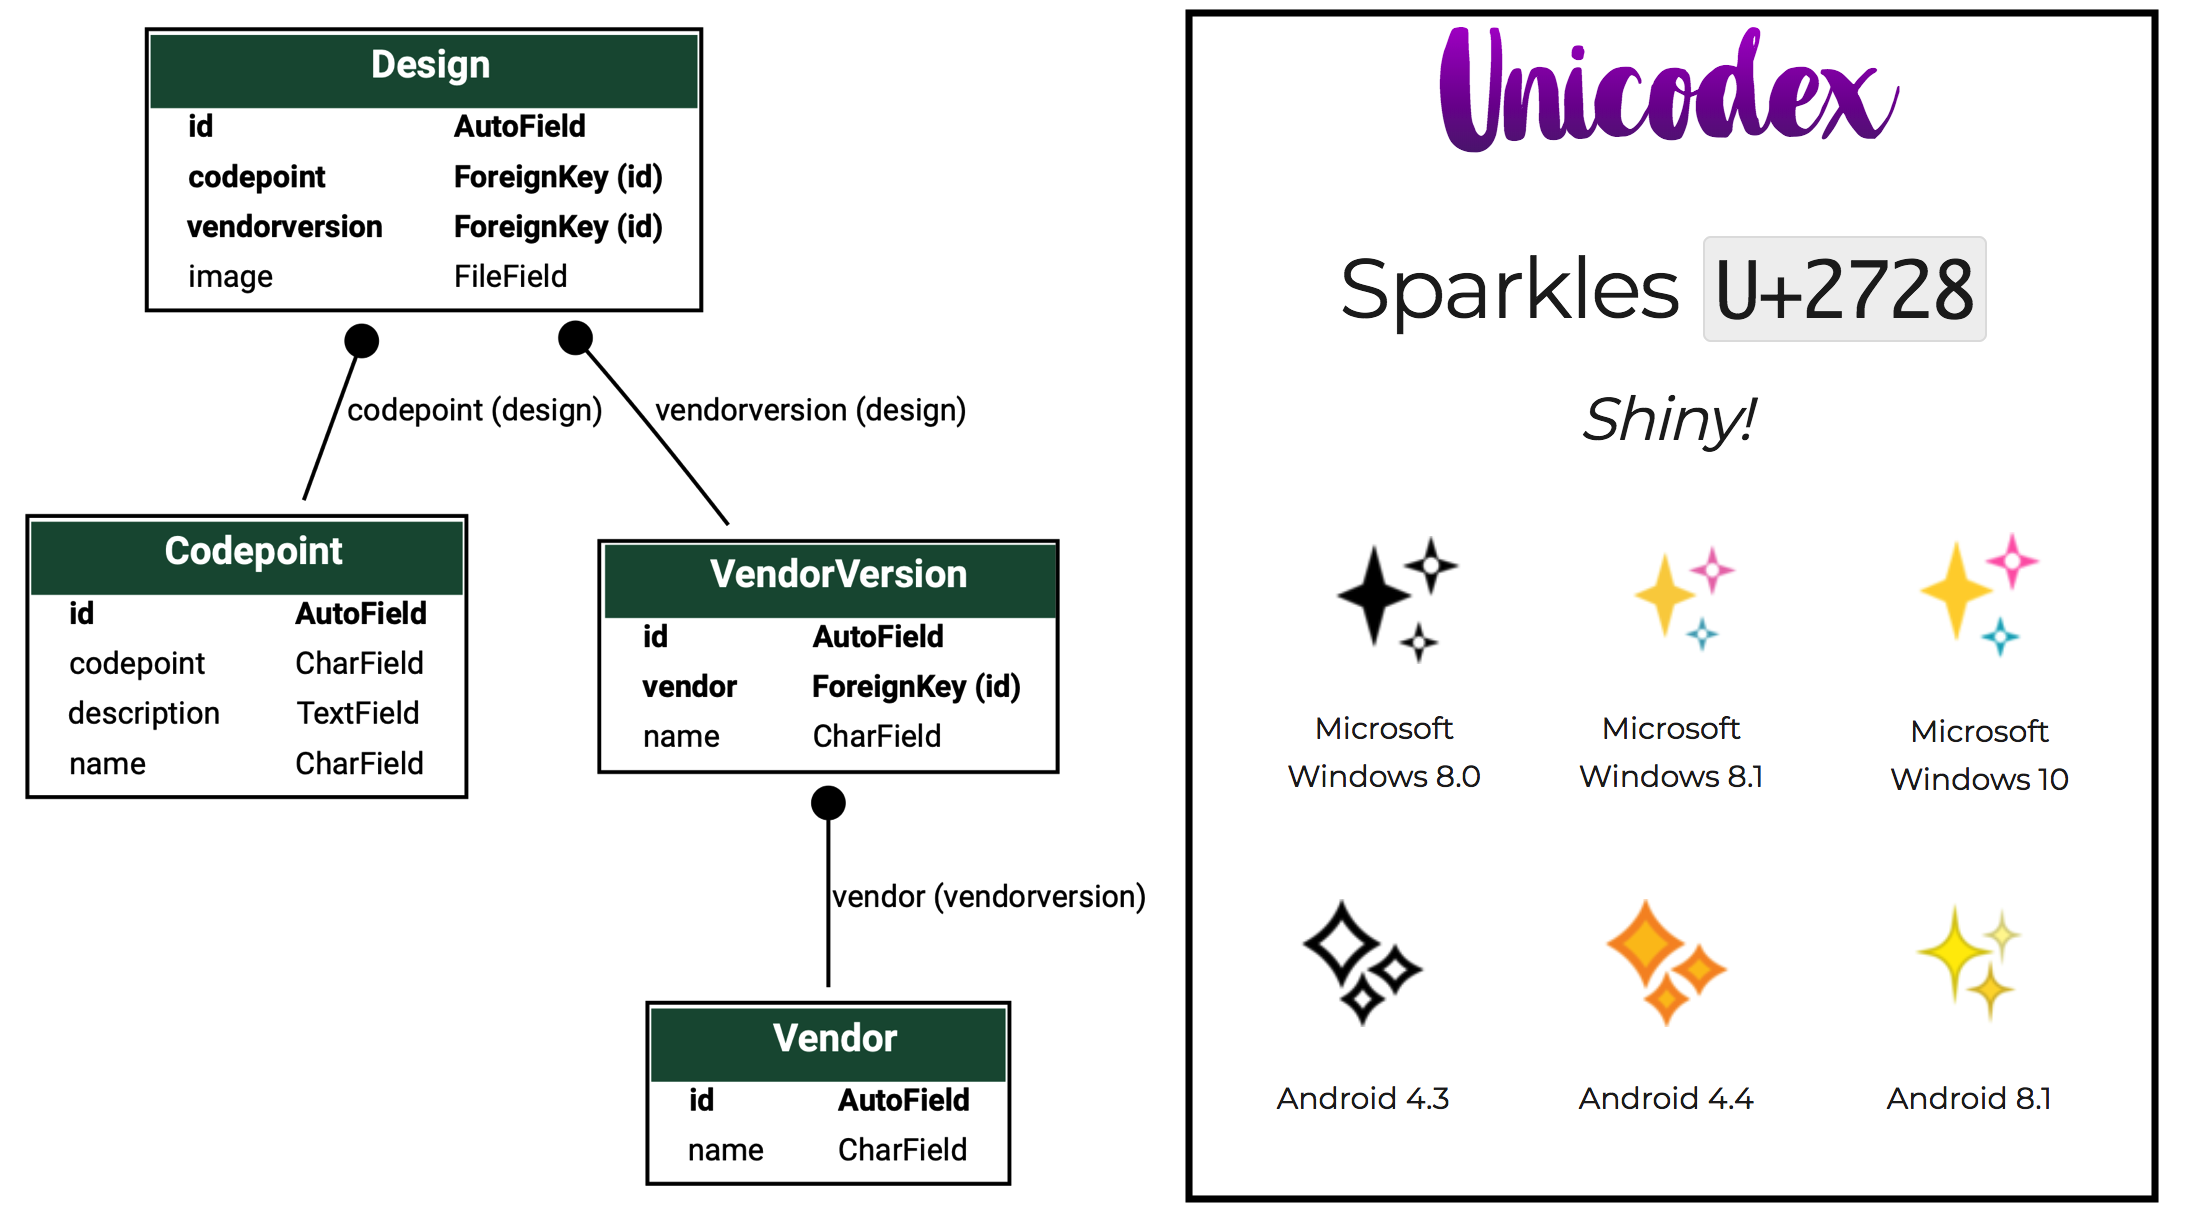 Design
id AutoField
codepoint ForeignKey (id)
vendorversion ForeignKey (id)
image FileField
codepoint (design)
vendorversion (design)
Codepoint
id AutoField
codepoint CharField
description TextField
name CharField
VendorVersion
id AutoField
vendor ForeignKey (id)
name CharField
vendor (vendorversion)
Vendor
id AutoField
name CharField
Unicodex
Sparkles U+2728
Shiny!
Microsoft
Windows 8.0
Microsoft
Windows 8.1
Microsoft
Windows 10
Android 4.3
Android 4.4
Android 8.1